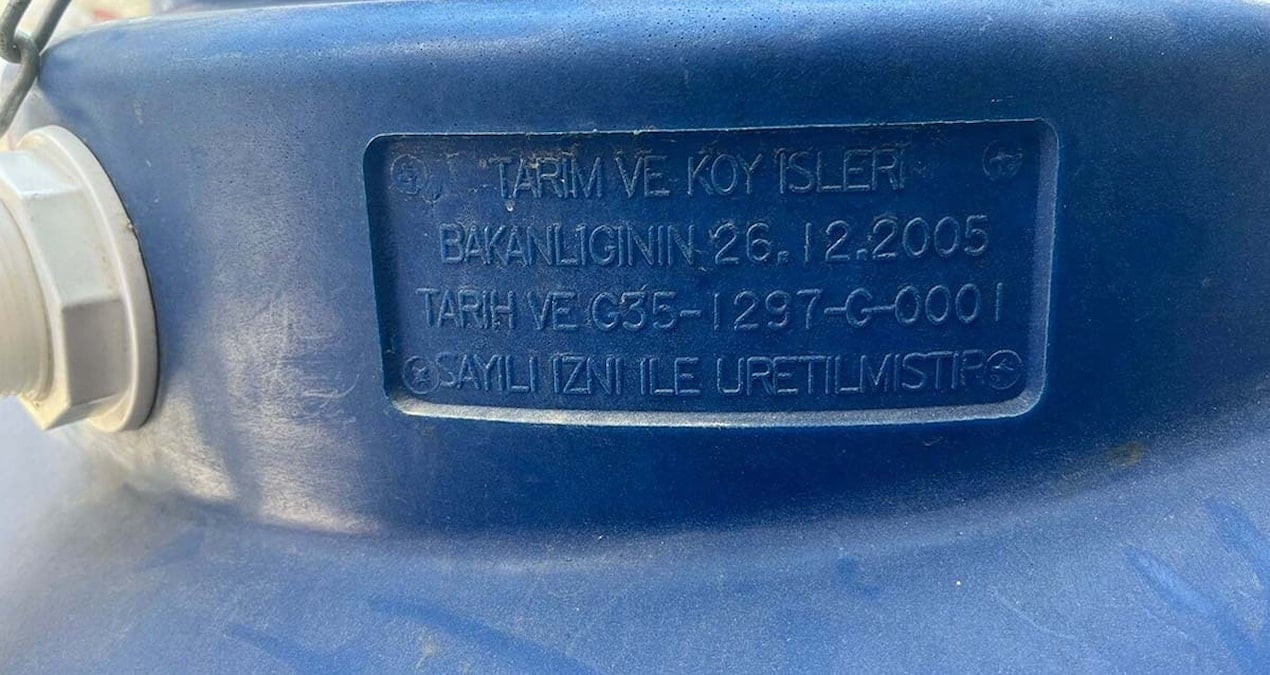 TARIM VE KOY ISLERI
BAKANLIGININ 26.12.2005
TARIH VE G35-1297-G-0001
SAYILI IZNI ILE URETILMISTIR